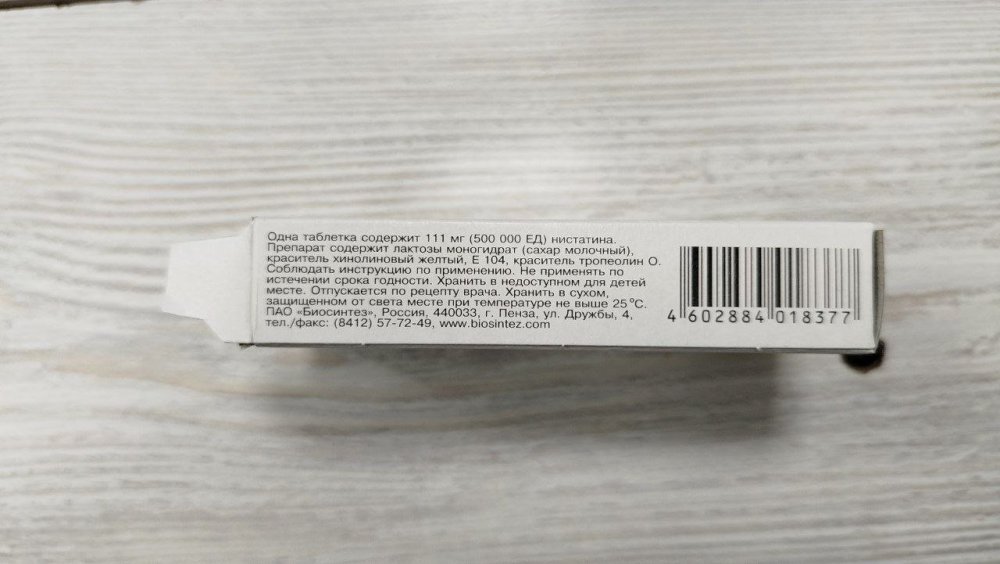 Одна таблетка содержит 111 мг (500 000 ЕД) нистатина.
Препарат содержит лактозы моногидрат (сахар молочный),
краситель хинолиновый желтый, Е 104, краситель тропеолин О.
Соблюдать инструкцию по применению. Не применять по
истечении срока годности. Хранить в недоступном для детей
месте. Отпускается по рецепту врача. Хранить в сухом,
защищенном от света месте при температуре не выше 25 °С.
ПАО «Биосинтез», Россия, 440033, г. Пенза, ул. Дружбы, 4,
тел./факс: (8412) 57-72-49, www.biosintez.com
4 602884 018377